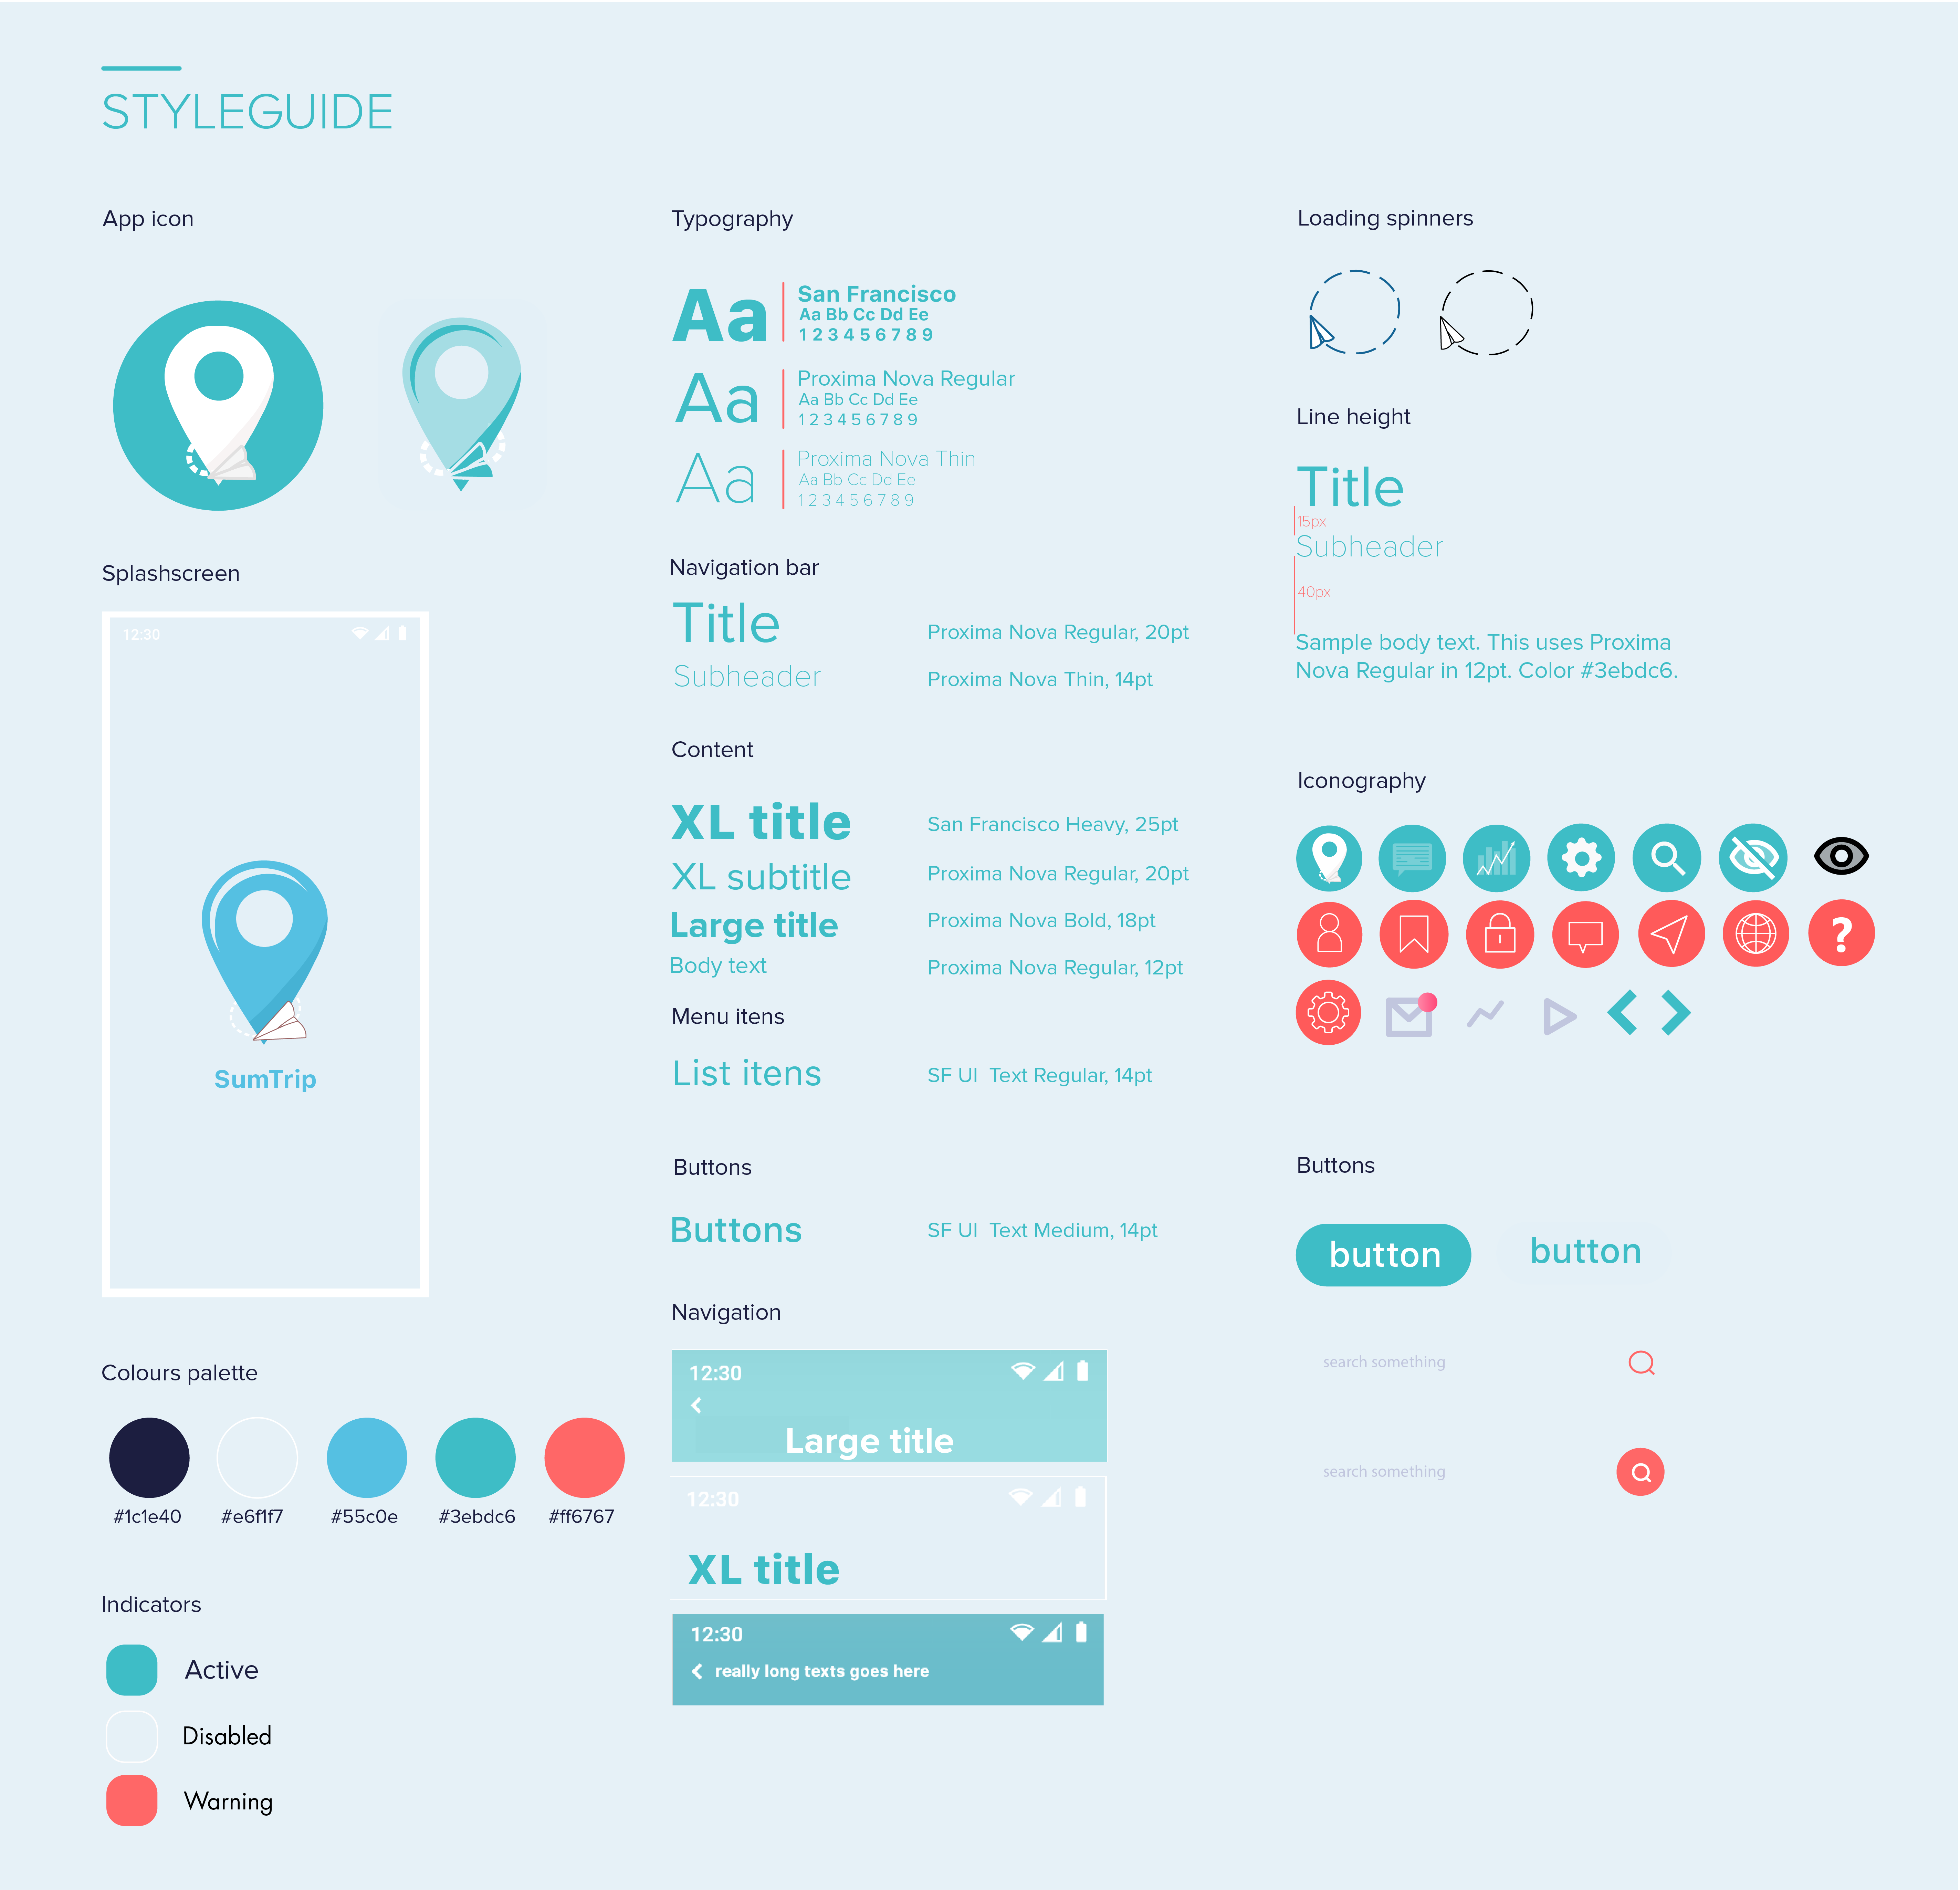 STYLEGUIDE
App icon
Splashscreen
12:30
SumTrip
Colours palette
#1c1e40
#e6f1f7
#55c0e
#3ebdc6
#ff6767
Indicators
Active
Disabled
Warning
Typography
Aa
San Francisco
Aa Bb Cc Dd Ee
1 2 3 4 5 6 7 8 9
Aa
Proxima Nova Regular
Aa Bb Cc Dd Ee
1 2 3 4 5 6 7 8 9
Aa
Proxima Nova Thin
Aa Bb Cc Dd Ee
1 2 3 4 5 6 7 8 9
Navigation bar
Title
Proxima Nova Regular, 20pt
Subheader
Proxima Nova Thin, 14pt
Content
XL title
San Francisco Heavy, 25pt
XL subtitle
Proxima Nova Regular, 20pt
Large title
Proxima Nova Bold, 18pt
Body text
Proxima Nova Regular, 12pt
Menu itens
List itens
SF UI Text Regular, 14pt
Buttons
Buttons
SF UI Text Medium, 14pt
Navigation
12:30
Large title
12:30
XL title
12:30
really long texts goes here
Loading spinners
Line height
Title
15px
Subheader
40px
Sample body text. This uses Proxima
Nova Regular in 12pt. Color #3ebdc6.
Iconography
?
Buttons
button
button
search something
search something